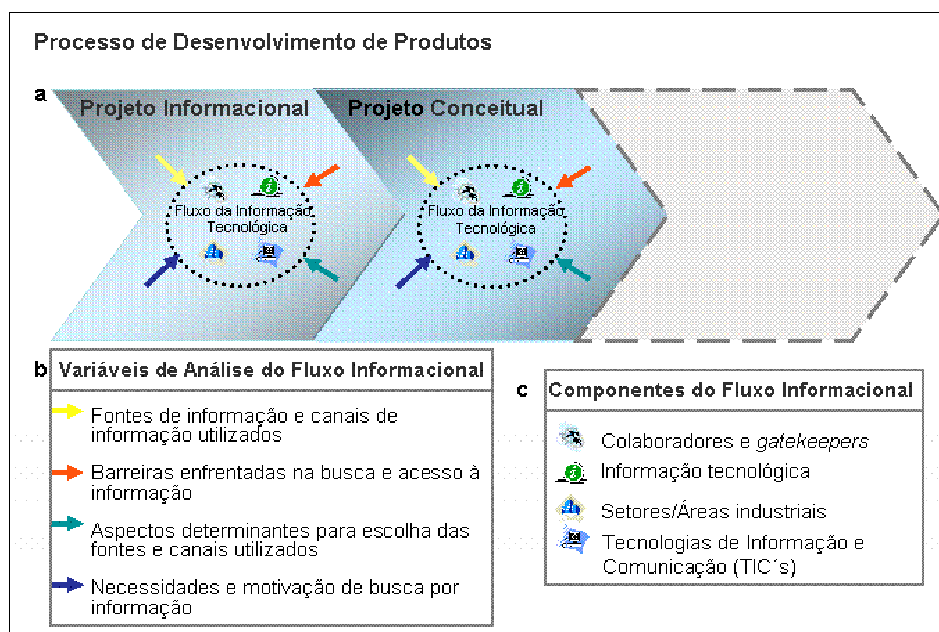 Processo de Desenvolvimento de Produtos
a
Projeto Informacional
Projeto Conceitual
Fluxo da Informação
Tecnológica
Fluxo da Informação
Tecnológica
b
Variáveis de Análise do Fluxo Informacional
Fontes de informação e canais de
informação utilizados
Barreiras enfrentadas na busca e acesso à
informação
Aspectos determinantes para escolha das
fontes e canais utilizados
Necessidades e motivação de busca por
informação
c
Componentes do Fluxo Informacional
Colaboradores e gatekeepers
Informação tecnológica
Setores/Áreas industriais
Tecnologias de Informação e
Comunicação (TIC´s)